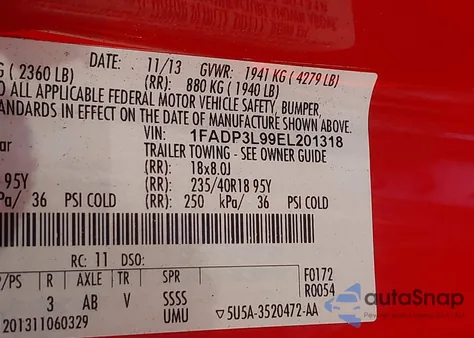 DATE: 11/13 GVWR: 1941 KG ( 4279 LB)
G ( 2360 LB) (RR): 880 KG ( 1940 LB)
O ALL APPLICABLE FEDERAL MOTOR VEHICLE SAFETY, BUMPER,
TANDARDS IN EFFECT ON THE DATE OF MANUFACTURE SHOWN ABOVE.
VIN: 1FADP3L99EL201318
ar TRAILER TOWING - SEE OWNER GUIDE
(RR): 18x8.0J
95Y (RR): 235/40R18 95Y
Pa/ 36 PSI COLD (RR): 250 kPa/ 36 PSI COLD
RC: 11 DSO:
P/PS R AXLE TR SPR F0172
3 AB V SSSS R0054
UMU ▽5U5A-3520472-AA
201311060329
autoSnap